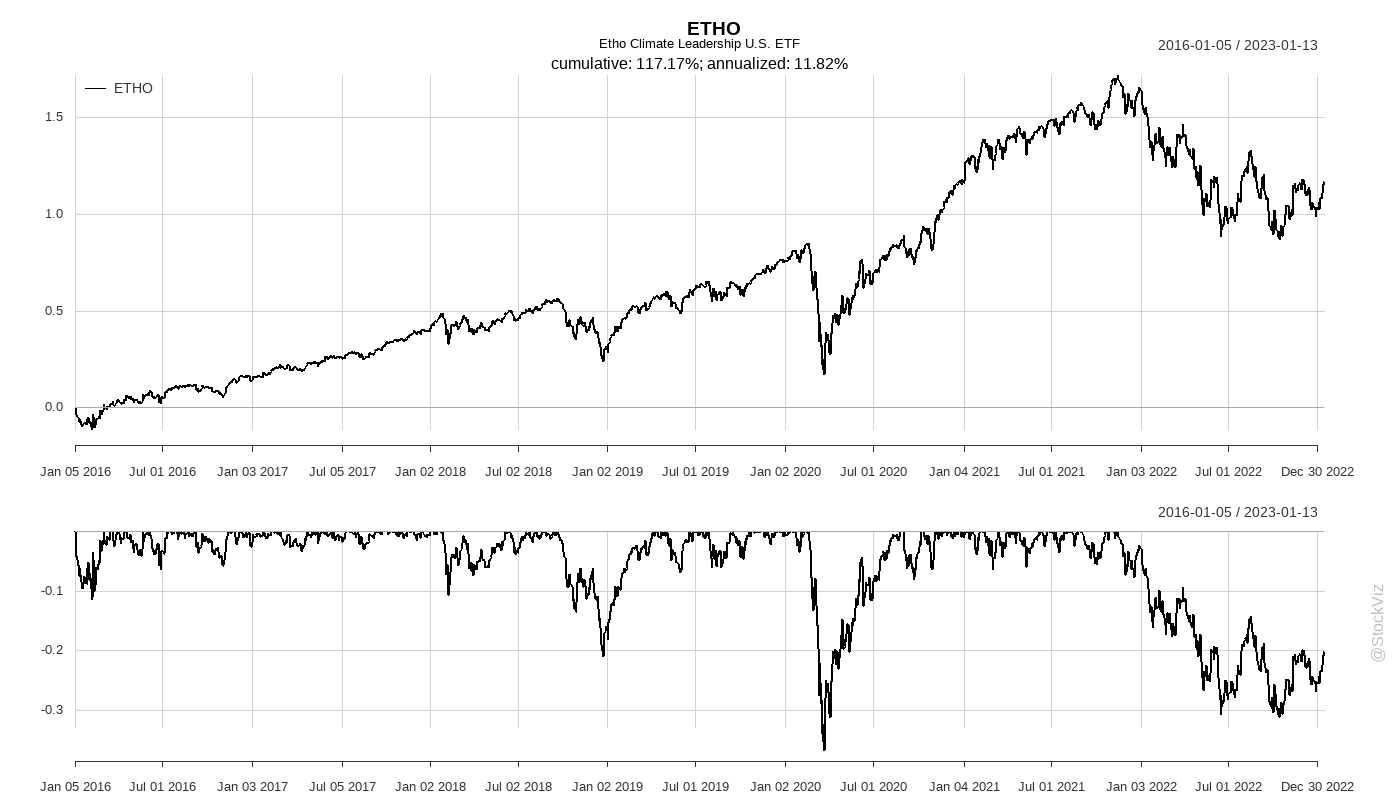 ETHO
Etho Climate Leadership U.S. ETF
cumulative: 117.17%; annualized: 11.82%
2016-01-05 / 2023-01-13
ETHO
1.5
1.0
0.5
0.0
Jan 05 2016 Jul 01 2016 Jan 03 2017 Jul 05 2017 Jan 02 2018 Jul 02 2018 Jan 02 2019 Jul 01 2019 Jan 02 2020 Jul 01 2020 Jan 04 2021 Jul 01 2021 Jan 03 2022 Jul 01 2022 Dec 30 2022
2016-01-05 / 2023-01-13
-0.1
-0.2
-0.3
Jan 05 2016 Jul 01 2016 Jan 03 2017 Jul 05 2017 Jan 02 2018 Jul 02 2018 Jan 02 2019 Jul 01 2019 Jan 02 2020 Jul 01 2020 Jan 04 2021 Jul 01 2021 Jan 03 2022 Jul 01 2022 Dec 30 2022
@StockViz